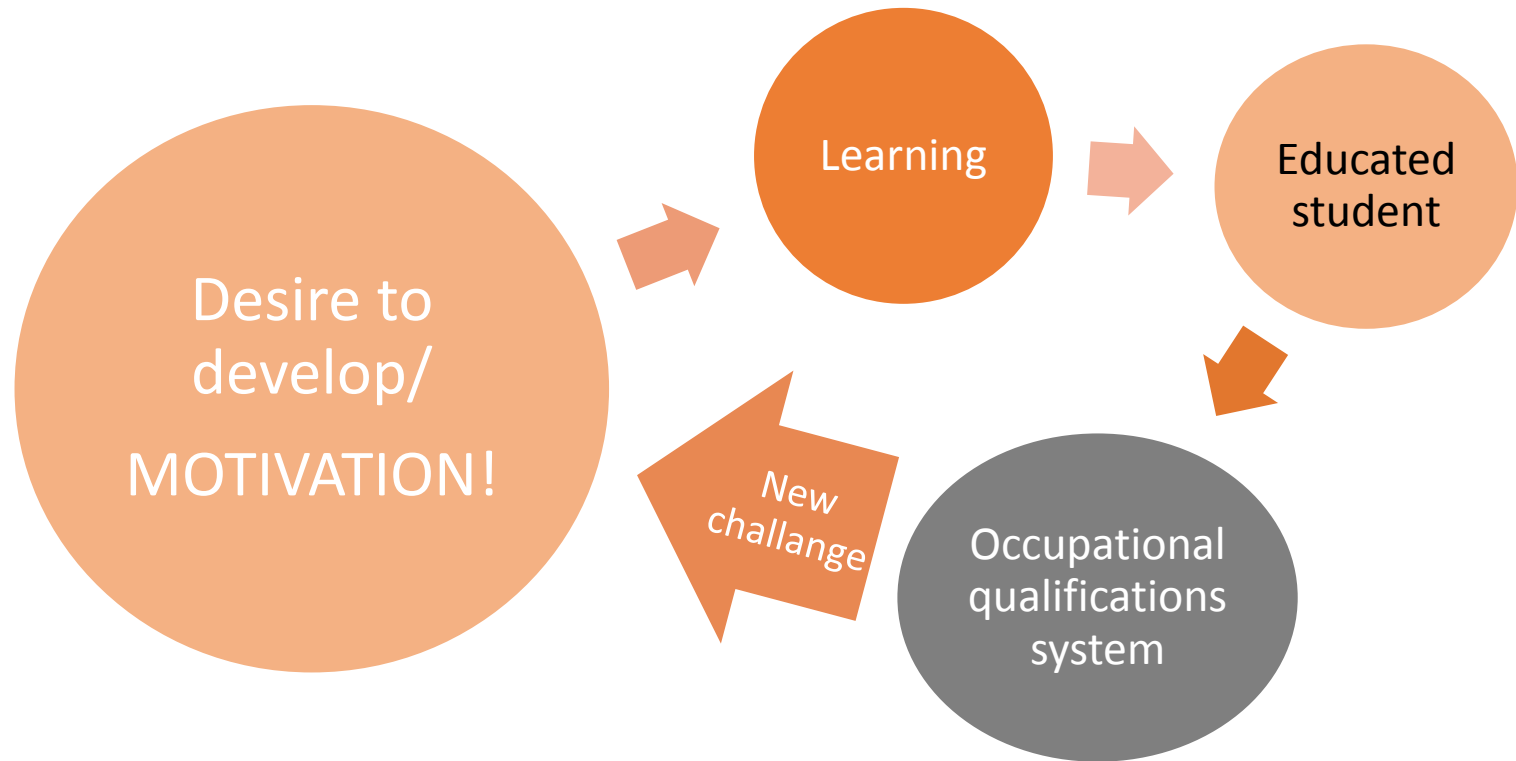 Desire to
develop/
MOTIVATION!
Learning
Educated
student
Occupational
qualifications
system
New
challange